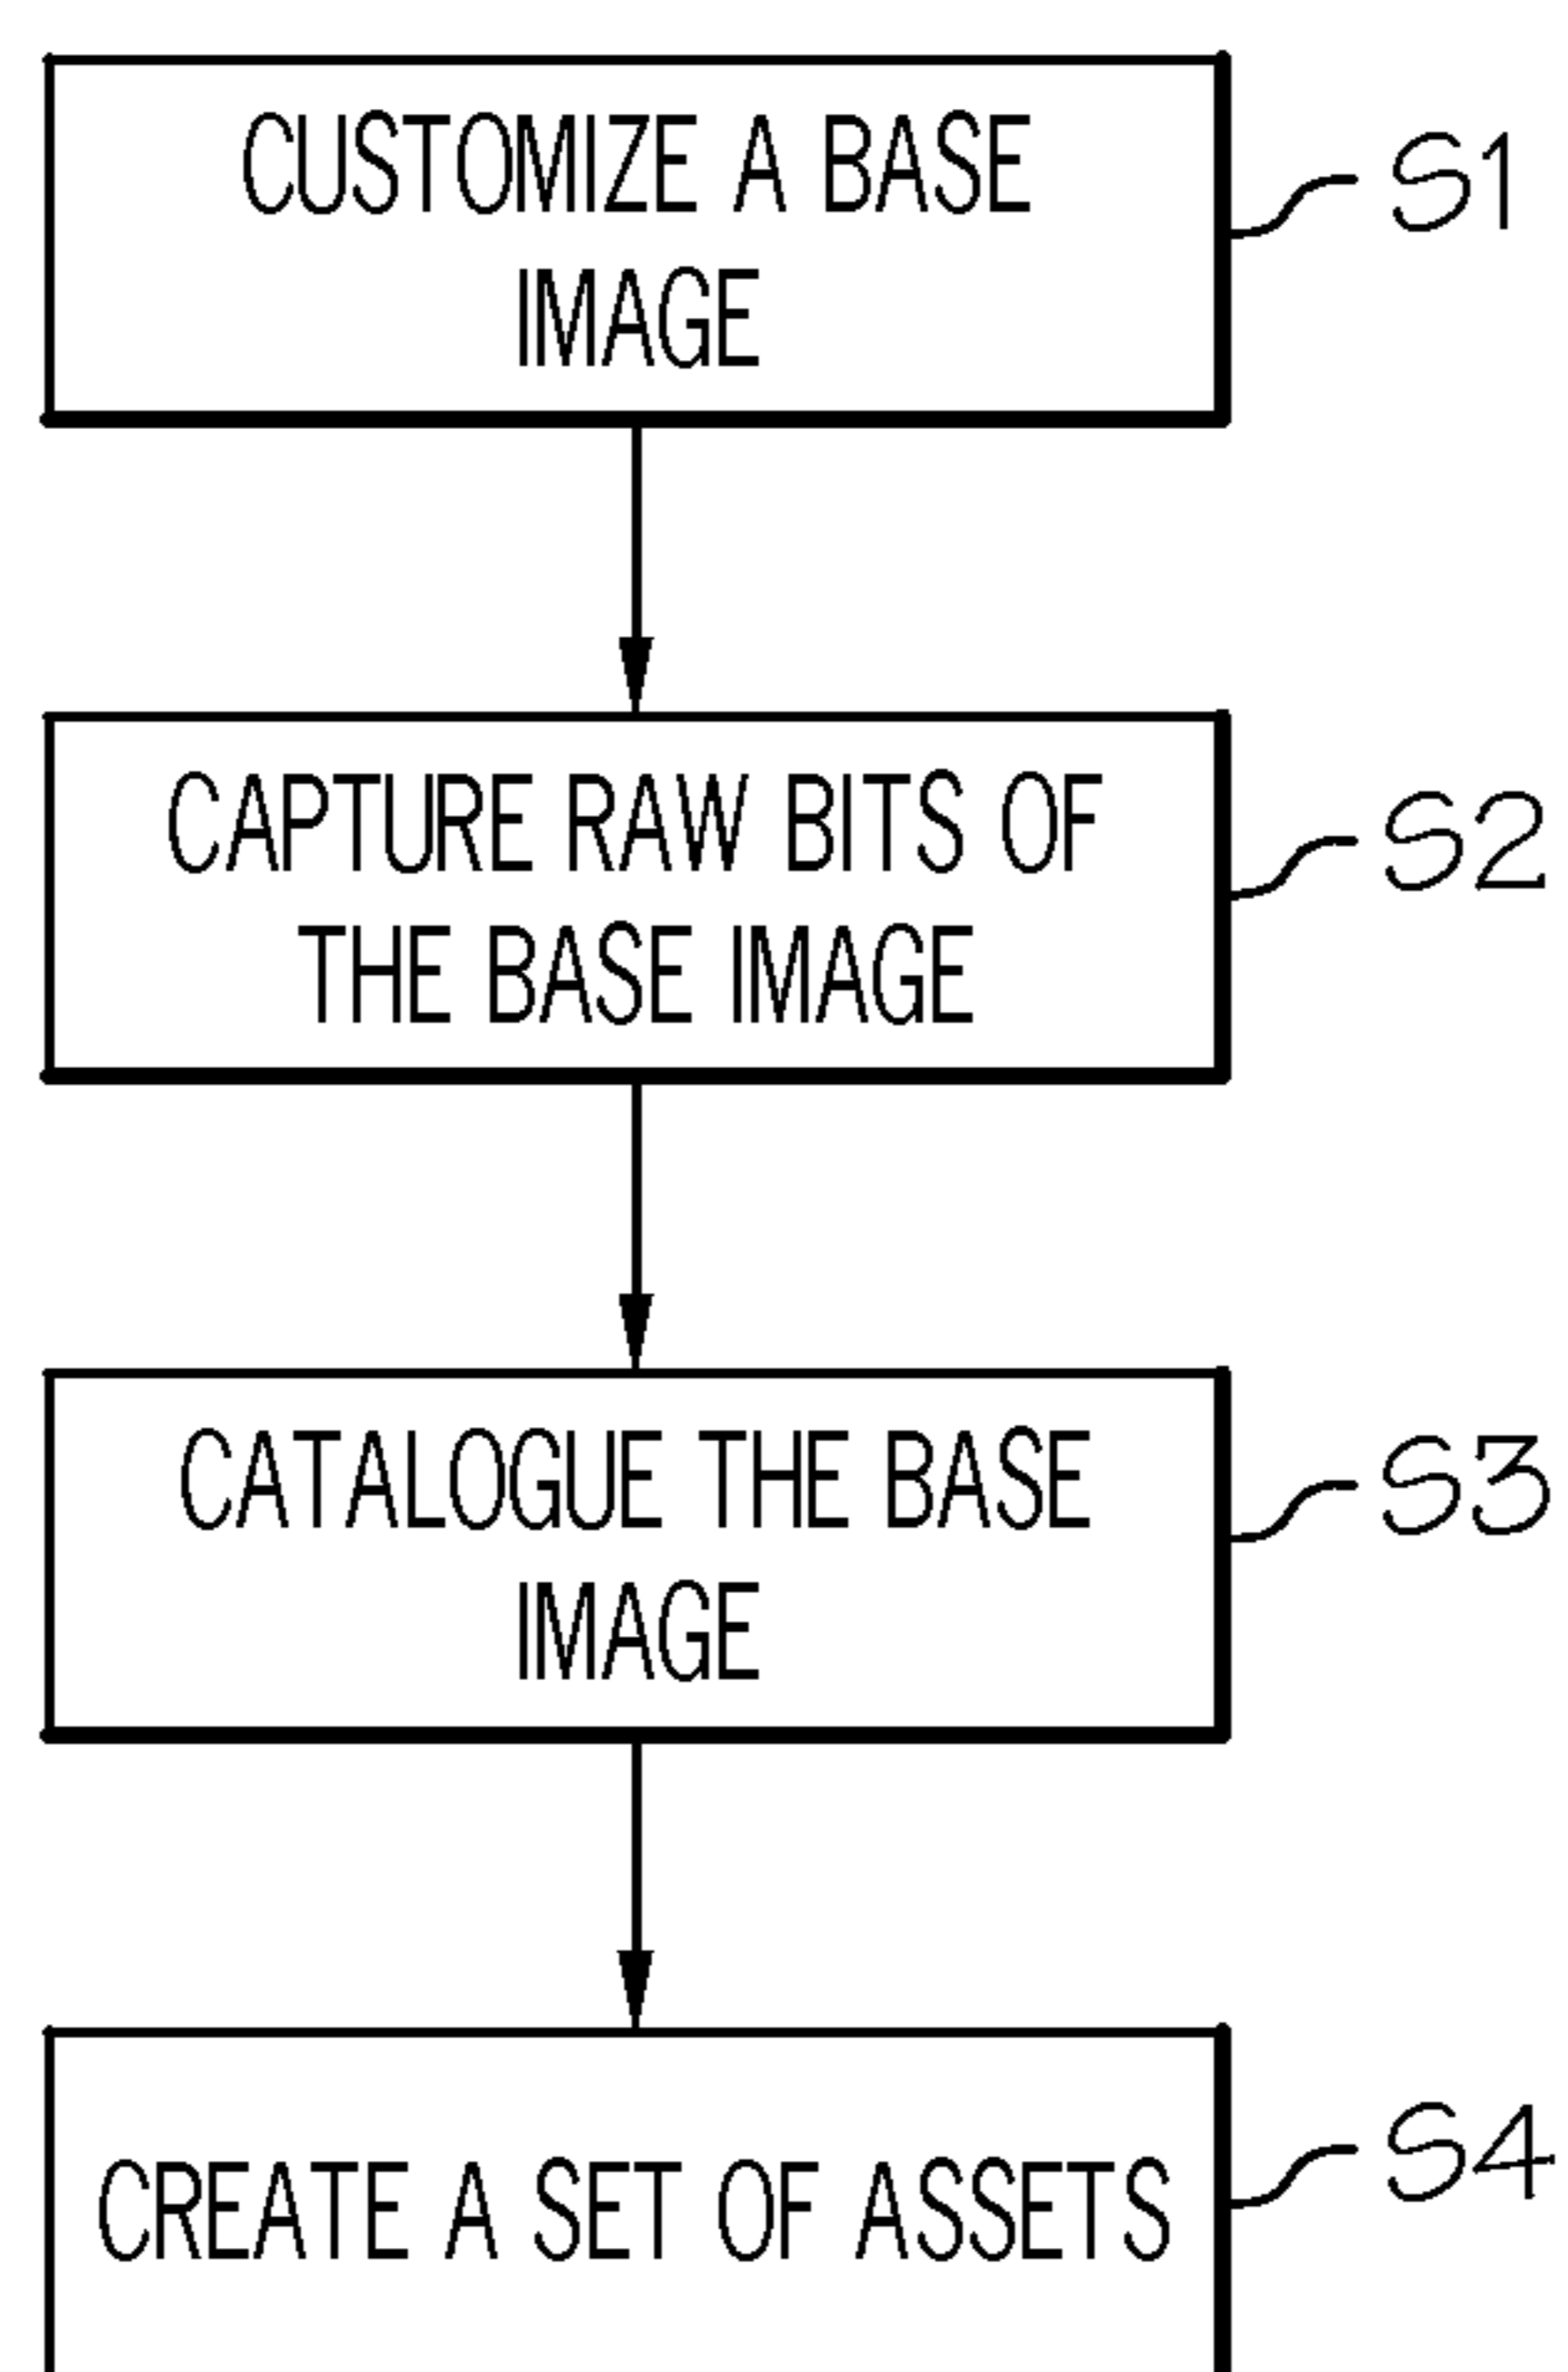 CUSTOMIZE A BASE
IMAGE
S1
CAPTURE RAW BITS OF
THE BASE IMAGE
S2
CATALOGUE THE BASE
IMAGE
S3
CREATE A SET OF ASSETS
S4